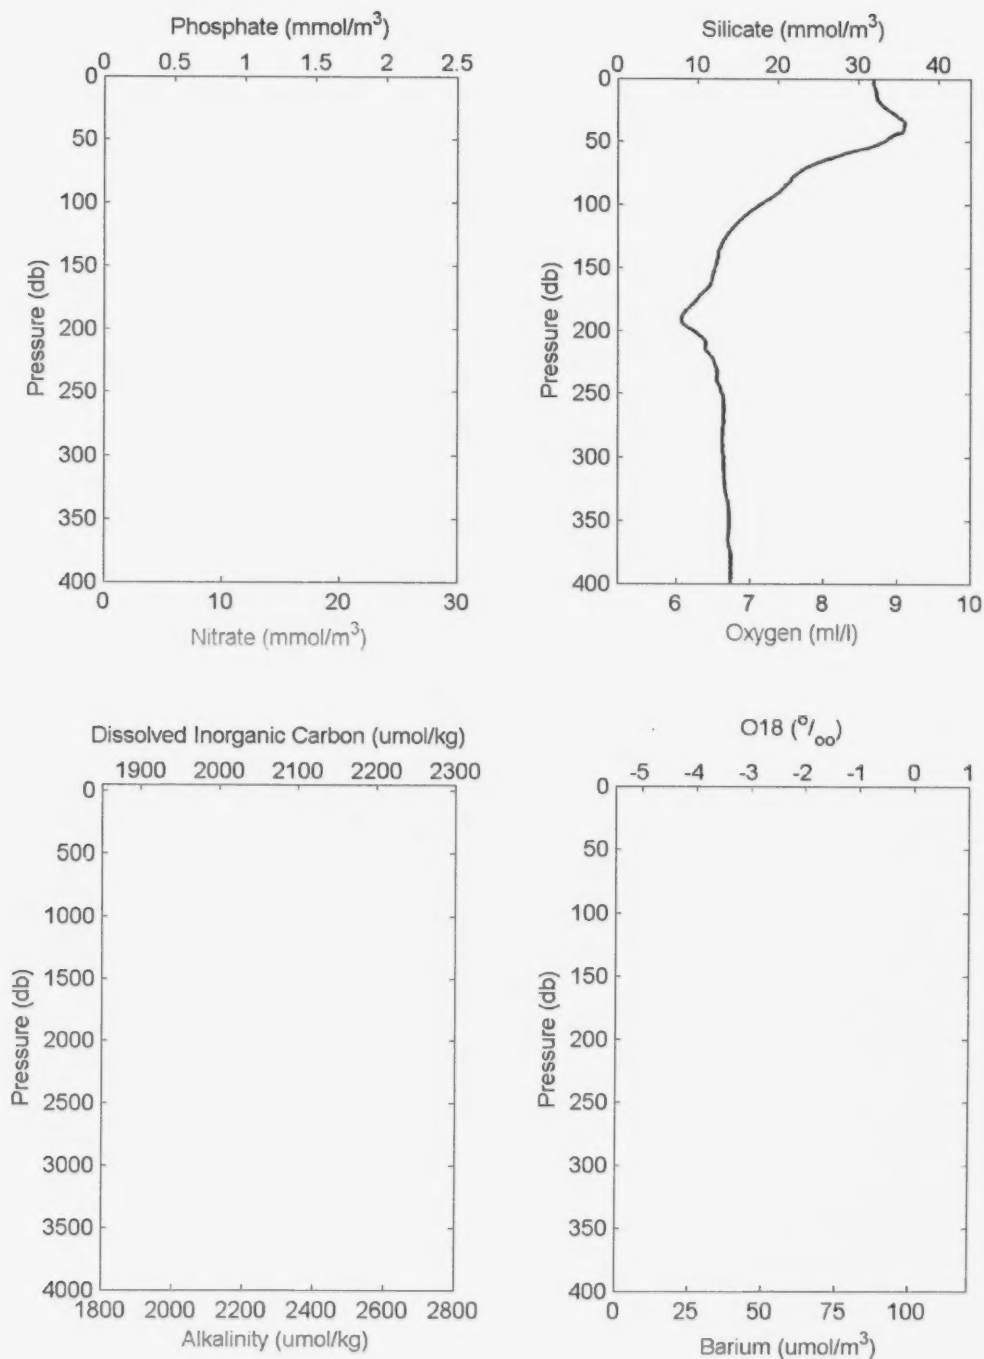 Phosphate (mmol/m³)
0 0.5 1 1.5 2 2.5
0
50
100
150
200
250
300
350
400
Pressure (db)
0 10 20 30
Nitrate (mmol/m³)
Silicate (mmol/m³)
0 10 20 30 40
0
50
100
150
200
250
300
350
400
Pressure (db)
6 7 8 9 10
Oxygen (ml/l)
Dissolved Inorganic Carbon (umol/kg)
1900 2000 2100 2200 2300
0
500
1000
1500
2000
2500
3000
3500
4000
Pressure (db)
1800 2000 2200 2400 2600 2800
Alkalinity (umol/kg)
O18 (º/oo)
-5 -4 -3 -2 -1 0 1
0
50
100
150
200
250
300
350
400
Pressure (db)
0 25 50 75 100
Barium (umol/m³)